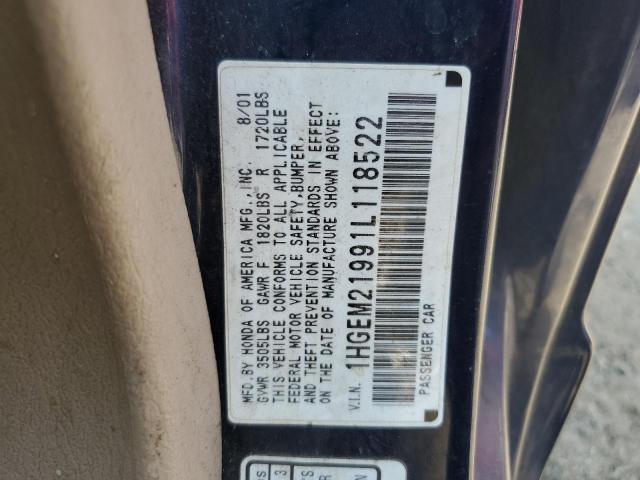 MFD. BY HONDA OF AMERICA MFG., INC. 8/01
GVWR 3505LBS GAWR F 1820LBS R 1720LBS
THIS VEHICLE CONFORMS TO ALL APPLICABLE
FEDERAL MOTOR VEHICLE SAFETY,BUMPER,
AND THEFT PREVENTION STANDARDS IN EFFECT
ON THE DATE OF MANUFACTURE SHOWN ABOVE:
V.I.N. 1HGEM21991L118522
PASSENGER CAR